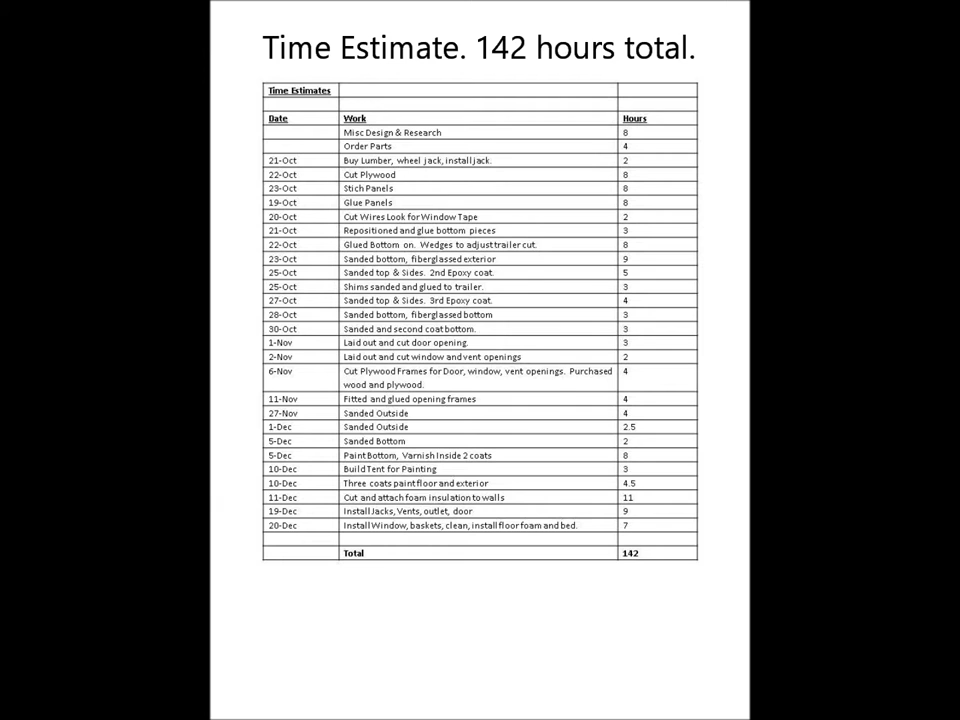 Time Estimate. 142 hours total.
Time Estimates
Date Work Hours
Misc Design & Research 8
Order Parts 4
21-Oct Buy Lumber, wheel jack, install jack. 2
22-Oct Cut Plywood 8
23-Oct Stich Panels 8
19-Oct Glue Panels 8
20-Oct Cut Wires Look for Window Tape 2
21-Oct Repositioned and glue bottom pieces 3
22-Oct Glued Bottom on. Wedges to adjust trailer cut. 8
23-Oct Sanded bottom, fiberglassed exterior 9
25-Oct Sanded top & Sides. 2nd Epoxy coat. 5
25-Oct Shims sanded and glued to trailer. 3
27-Oct Sanded top & Sides. 3rd Epoxy coat. 4
28-Oct Sanded bottom, fiberglassed bottom 3
30-Oct Sanded and second coat bottom. 3
1-Nov Laid out and cut door opening. 3
2-Nov Laid out and cut window and vent openings 2
6-Nov Cut Plywood Frames for Door, window, vent openings. Purchased 4
wood and plywood.
11-Nov Fitted and glued opening frames 4
27-Nov Sanded Outside 4
1-Dec Sanded Outside 2.5
5-Dec Sanded Bottom 2
5-Dec Paint Bottom, Varnish Inside 2 coats 8
10-Dec Build Tent for Painting 3
10-Dec Three coats paint floor and exterior 4.5
11-Dec Cut and attach foam insulation to walls 11
19-Dec Install Jacks, Vents, outlet, door 9
20-Dec Install Window, baskets, clean, install floor foam and bed. 7
Total 142